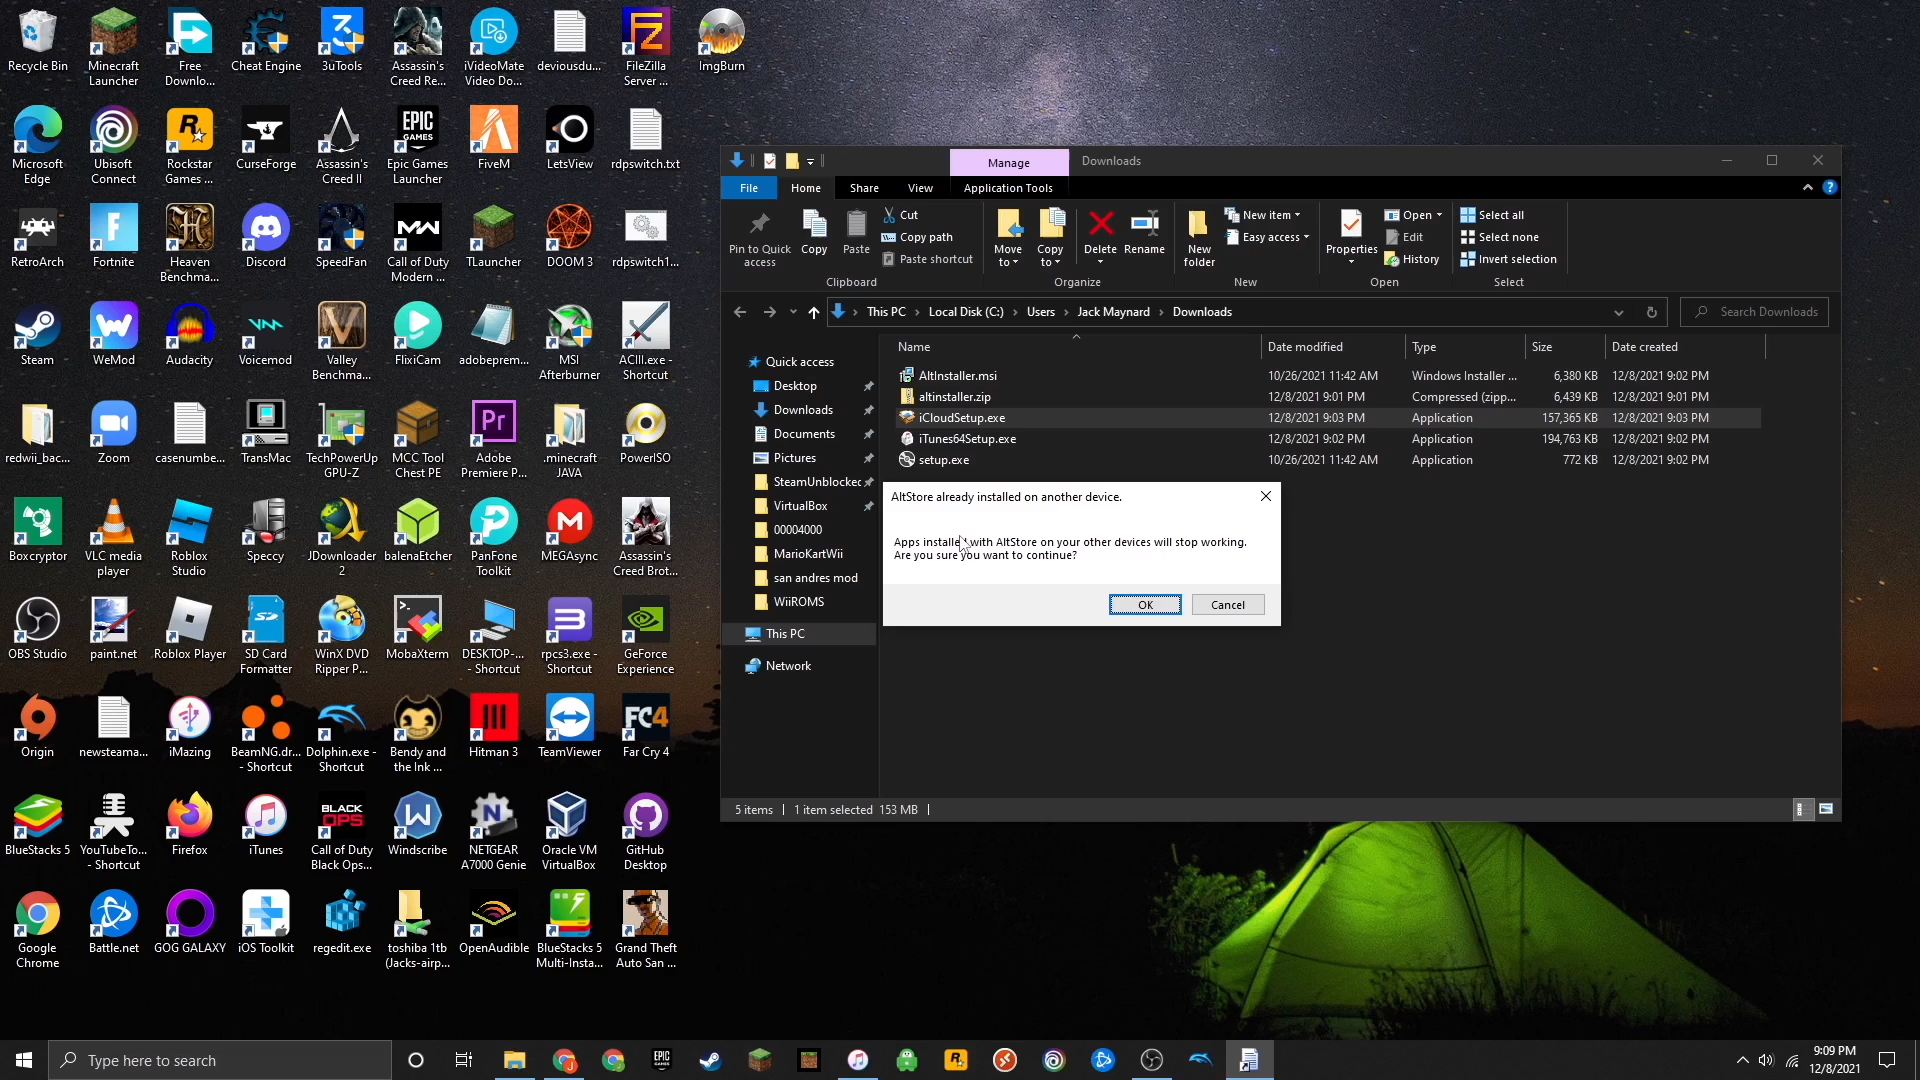 Recycle Bin
Minecraft
Launcher
Free
Downlo...
Cheat Engine
3uTools
Assassin's
Creed Re...
iVideoMate
Video Do...
deviousdu...
FileZilla
Server ...
ImgBurn
Microsoft
Edge
Ubisoft
Connect
Rockstar
Games ...
CurseForge
Assassin's
Creed II
Epic Games
Launcher
FiveM
LetsView
rdpswitch.txt
RetroArch
Fortnite
Heaven
Benchma...
Discord
SpeedFan
Call of Duty
Modern ...
TLauncher
DOOM 3
rdpswitch1...
Steam
WeMod
Audacity
Voicemod
Valley
Benchma...
FlixiCam
adobeprem...
MSI
Afterburner
ACIII.exe -
Shortcut
redwii_bac...
Zoom
casenumbe...
TransMac
TechPowerUp
GPU-Z
MCC Tool
Chest PE
Adobe
Premiere P...
.minecraft
JAVA
PowerISO
Boxcryptor
VLC media
player
Roblox
Studio
Speccy
JDownloader
2
balenaEtcher
PanFone
Toolkit
MEGAsync
Assassin's
Creed Brot...
OBS Studio
paint.net
Roblox Player
SD Card
Formatter
WinX DVD
Ripper P...
MobaXterm
DESKTOP-...
- Shortcut
rpcs3.exe -
Shortcut
GeForce
Experience
Origin
newsteama...
iMazing
BeamNG.dr...
- Shortcut
Dolphin.exe -
Shortcut
Bendy and
the Ink ...
Hitman 3
TeamViewer
Far Cry 4
BlueStacks 5
YouTubeTo...
- Shortcut
Firefox
iTunes
Call of Duty
Black Ops...
Windscribe
NETGEAR
A7000 Genie
Oracle VM
VirtualBox
GitHub
Desktop
Google
Chrome
Battle.net
GOG GALAXY
iOS Toolkit
regedit.exe
toshiba 1tb
(Jacks-airp...
OpenAudible
BlueStacks 5
Multi-Insta...
Grand Theft
Auto San ...
Manage
Downloads
File
Home
Share
View
Application Tools
Pin to Quick
access
Copy
Paste
Cut
Copy path
Paste shortcut
Clipboard
Move
to
Copy
to
Delete
Rename
Organize
New
folder
New item
Easy access
New
Properties
Open
Edit
History
Open
Select all
Select none
Invert selection
Select
This PC > Local Disk (C:) > Users > Jack Maynard > Downloads
Search Downloads
Name Date modified Type Size Date created
AltInstaller.msi 10/26/2021 11:42 AM Windows Installer ... 6,380 KB 12/8/2021 9:02 PM
altinstaller.zip 12/8/2021 9:01 PM Compressed (zipp... 6,439 KB 12/8/2021 9:01 PM
iCloudSetup.exe 12/8/2021 9:03 PM Application 157,365 KB 12/8/2021 9:03 PM
iTunes64Setup.exe 12/8/2021 9:02 PM Application 194,763 KB 12/8/2021 9:02 PM
setup.exe 10/26/2021 11:42 AM Application 772 KB 12/8/2021 9:02 PM
Quick access
Desktop
Downloads
Documents
Pictures
SteamUnblocked
VirtualBox
00004000
MarioKartWii
san andres mod
WiiROMS
This PC
Network
AltStore already installed on another device.
Apps installed with AltStore on your other devices will stop working.
Are you sure you want to continue?
OK
Cancel
5 items
1 item selected 153 MB
Type here to search
9:09 PM
12/8/2021